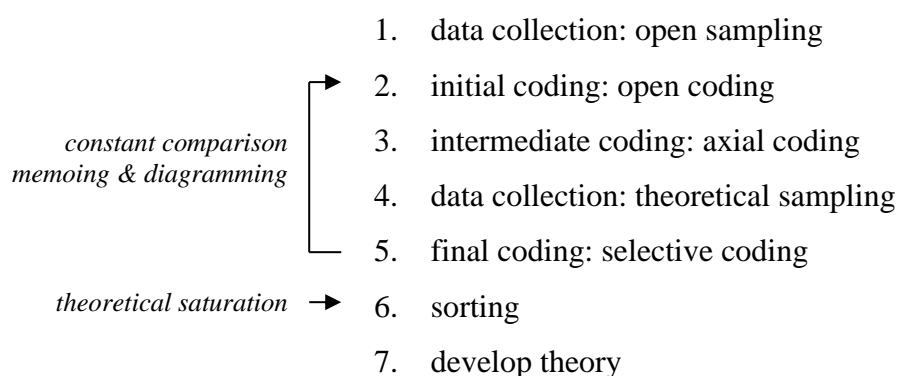 1. data collection: open sampling
2. initial coding: open coding
constant comparison
memoing & diagramming
3. intermediate coding: axial coding
4. data collection: theoretical sampling
5. final coding: selective coding
theoretical saturation
6. sorting
7. develop theory